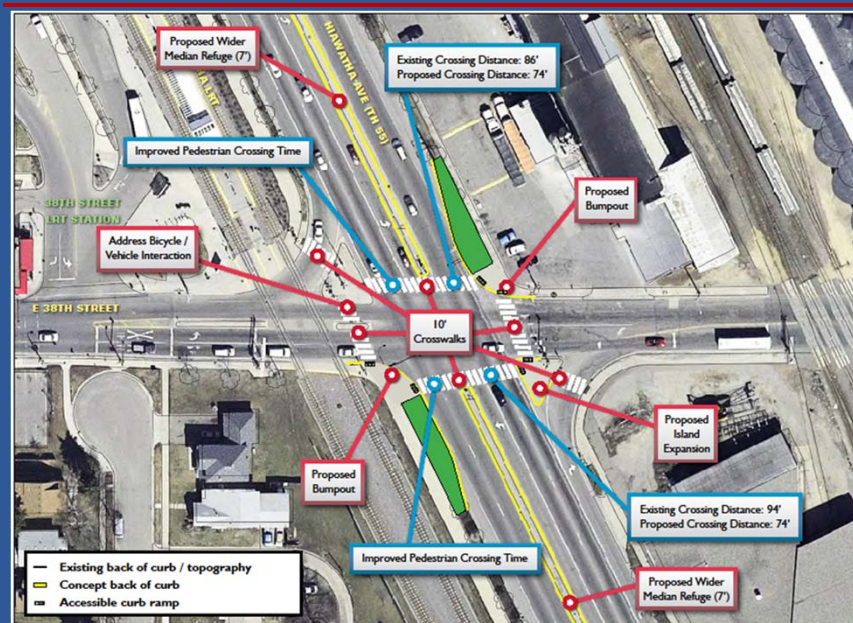 Proposed Wider
Median Refuge (7')
HIAWATHA AVE (TH 55)
LRT
Existing Crossing Distance: 86'
Proposed Crossing Distance: 74'
Improved Pedestrian Crossing Time
38TH STREET
LRT STATION
Proposed
Bumpout
Address Bicycle /
Vehicle Interaction
E 38TH STREET
10'
Crosswalks
Proposed
Island
Expansion
Proposed
Bumpout
Existing Crossing Distance: 94'
Proposed Crossing Distance: 74'
Improved Pedestrian Crossing Time
Proposed Wider
Median Refuge (7')
Existing back of curb / topography
Concept back of curb
Accessible curb ramp